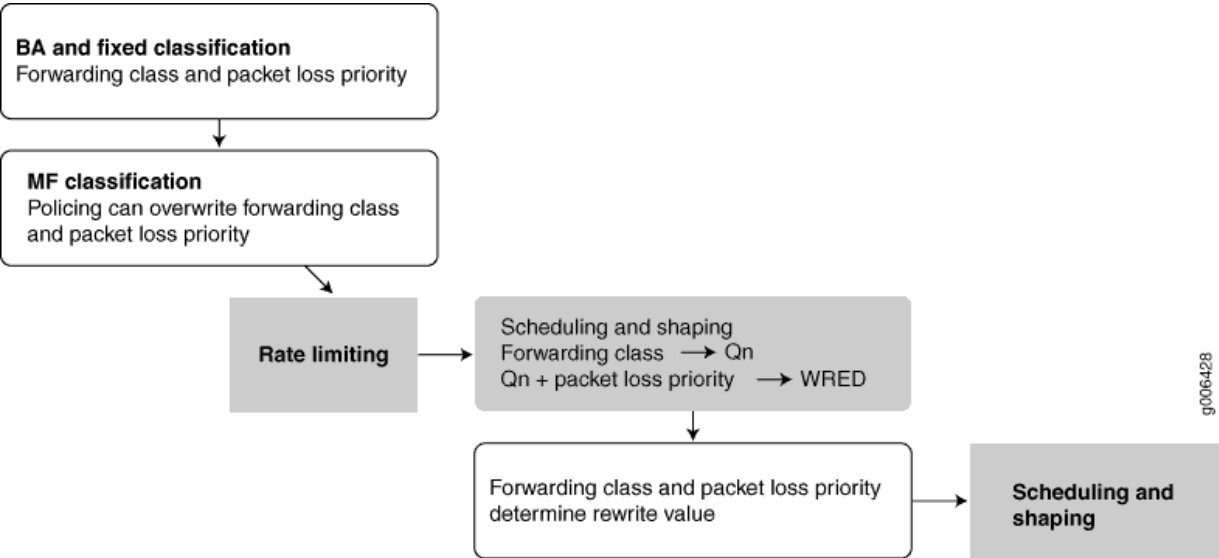 BA and fixed classification
Forwarding class and packet loss priority
MF classification
Policing can overwrite forwarding class
and packet loss priority
Rate limiting
Scheduling and shaping
Forwarding class → Qn
Qn + packet loss priority → WRED
Forwarding class and packet loss priority
determine rewrite value
Scheduling and
shaping
g006428